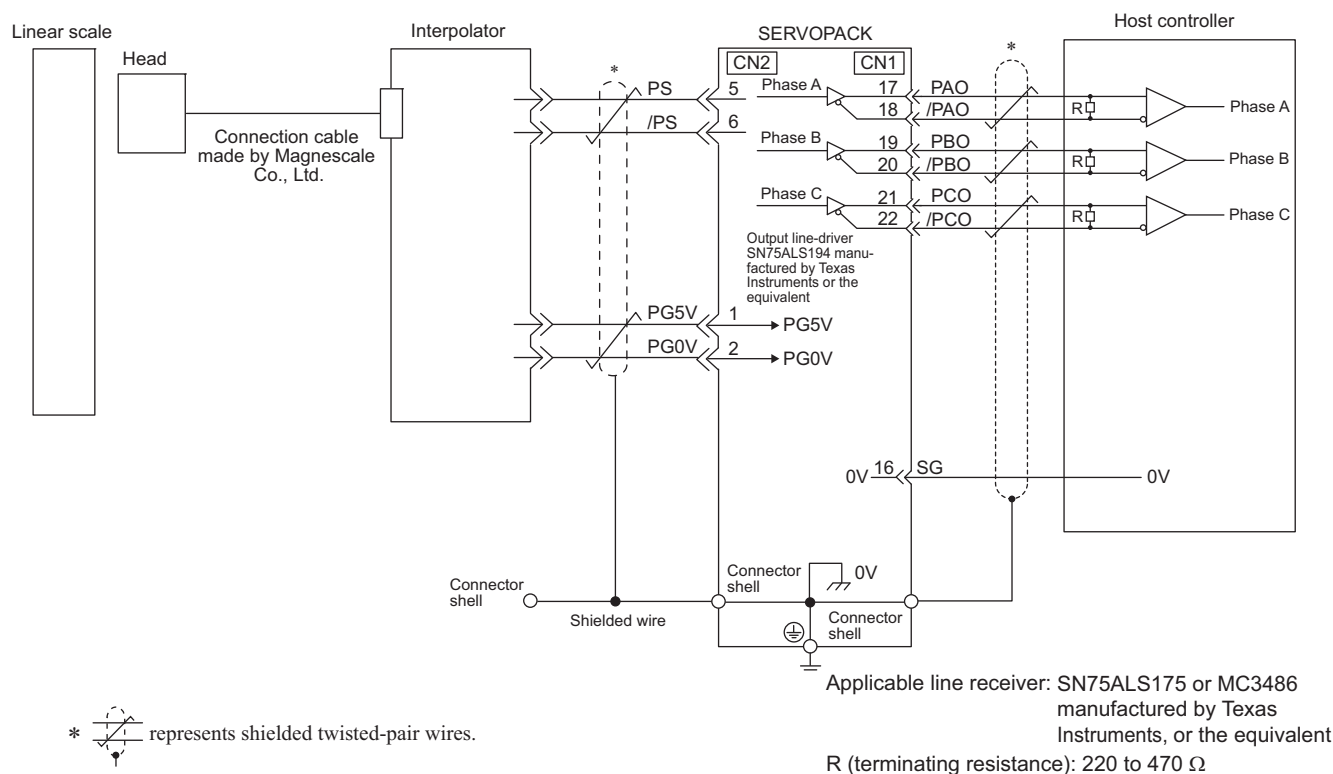 Linear scale
Head
Connection cable
made by Magnescale
Co., Ltd.
Interpolator
*
PS
/PS
PG5V
PG0V
SERVOPACK
CN2
CN1
5
6
1
PG5V
2
PG0V
Phase A
17
PAO
18
/PAO
Phase B
19
PBO
20
/PBO
Phase C
21
PCO
22
/PCO
Output line-driver
SN75ALS194 manu-
factured by Texas
Instruments or the
equivalent
*
Host controller
R
Phase A
R
Phase B
R
Phase C
0V
16
SG
0V
Connector
shell
Shielded wire
Connector
shell
0V
Connector
shell
Applicable line receiver: SN75ALS175 or MC3486
manufactured by Texas
Instruments, or the equivalent
R (terminating resistance): 220 to 470 Ω
* represents shielded twisted-pair wires.